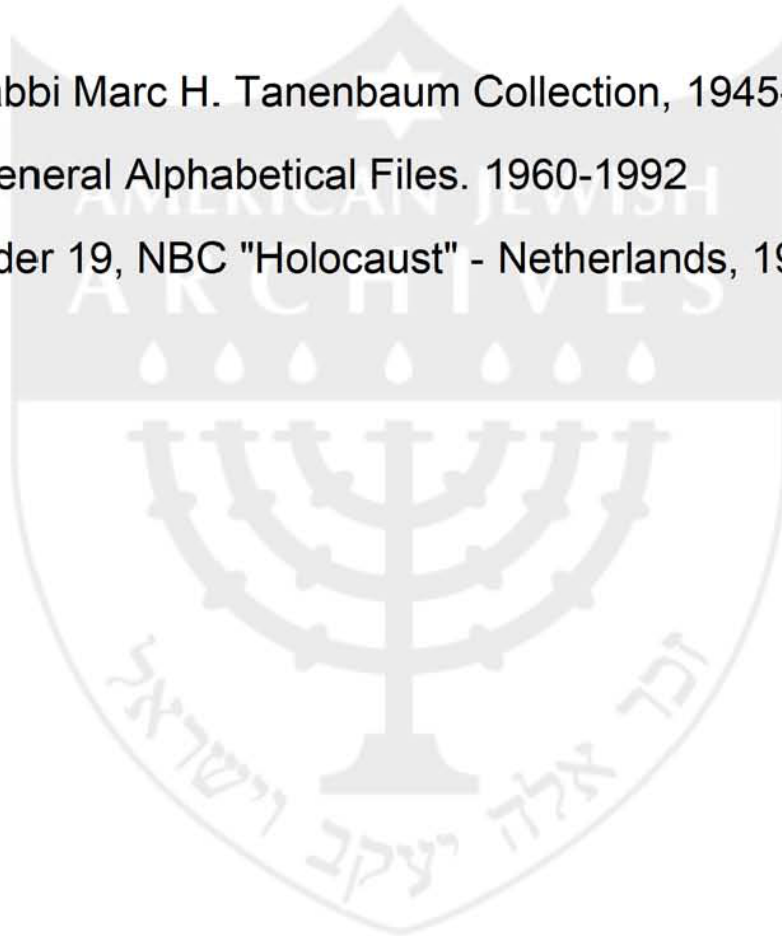 abbi Marc H. Tanenbaum Collection, 1945-
eneral Alphabetical Files. 1960-1992
der 19, NBC "Holocaust" - Netherlands, 19
AMERICAN JEWISH
ARCHIVES
זכר אלה יעקב וישראל